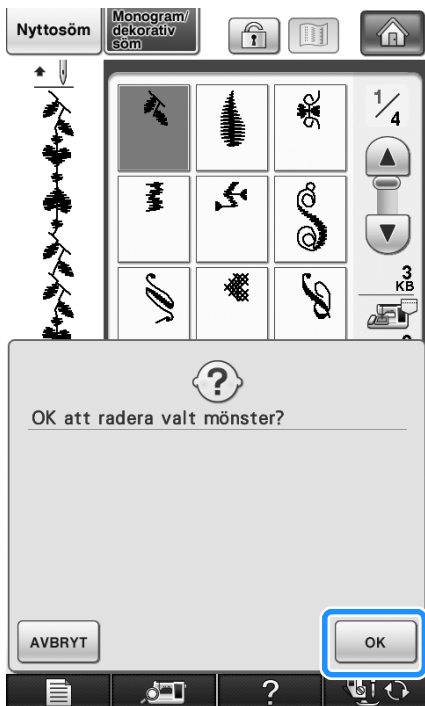 Nyttosöm
Monogram/
dekorativ
söm
1/4
3
KB
?
OK att radera valt mönster?
AVBRYT
OK
?